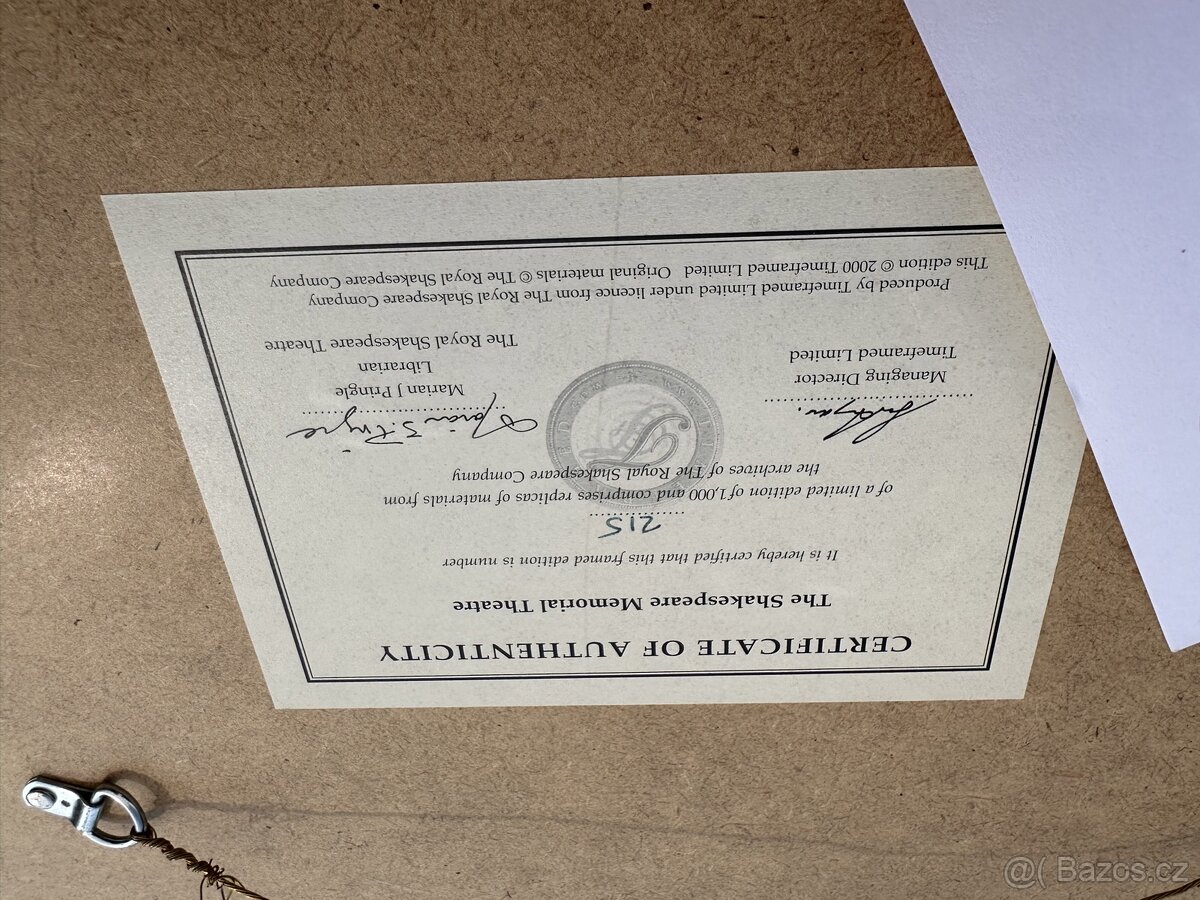 CERTIFICATE OF AUTHENTICITY
The Shakespeare Memorial Theatre
It is hereby certified that this framed edition is number
215
of a limited edition of 1,000 and comprises replicas of materials from
the archives of The Royal Shakespeare Company
Managing Director
Timeframed Limited
Marian J. Pringle
Marian J Pringle
Librarian
The Royal Shakespeare Theatre
Produced by Timeframed Limited under licence from The Royal Shakespeare Company
This edition © 2000 Timeframed Limited Original materials © The Royal Shakespeare Company
@( Bazos.cz